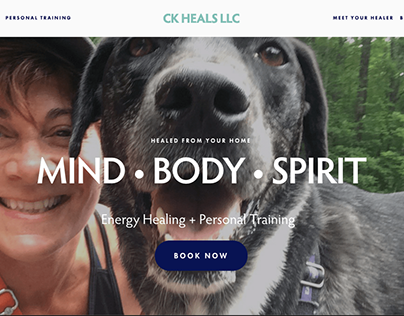 PERSONAL TRAINING
CK HEALS LLC
MEET YOUR HEALER
HEALED FROM YOUR HOME
MIND • BODY • SPIRIT
Energy Healing + Personal Training
BOOK NOW